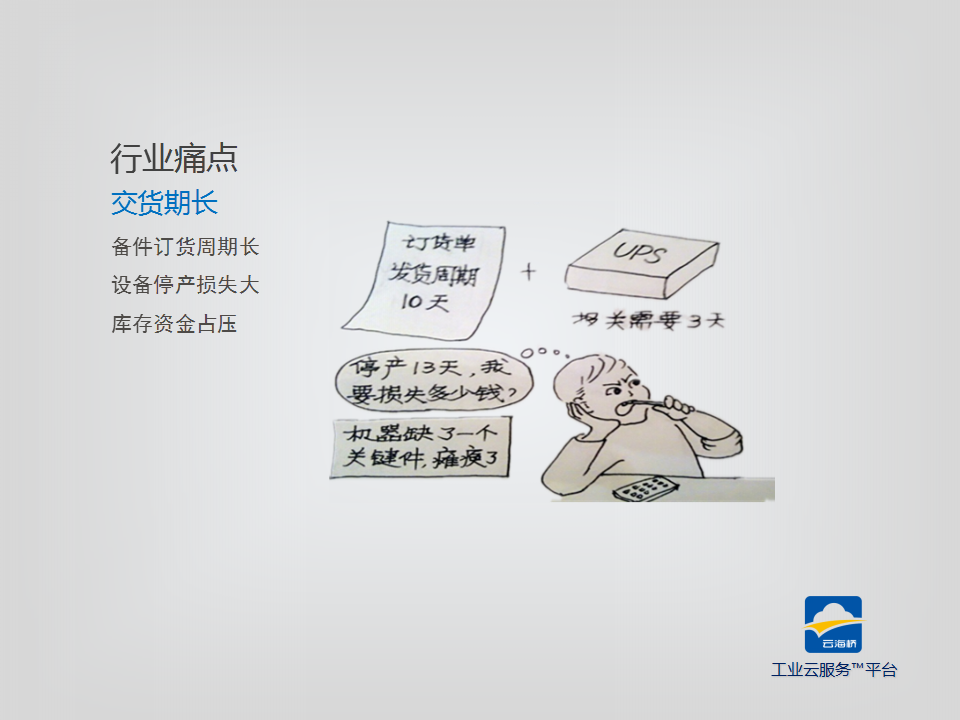 行业痛点
交货期长
备件订货周期长
设备停产损失大
库存资金占压
订货单
发货周期
10天
+
UPS
报关需要3天
停产13天,我
要损失多少钱?
机器缺了一个
关键件,瘫痪了
云海桥
工业云服务™平台